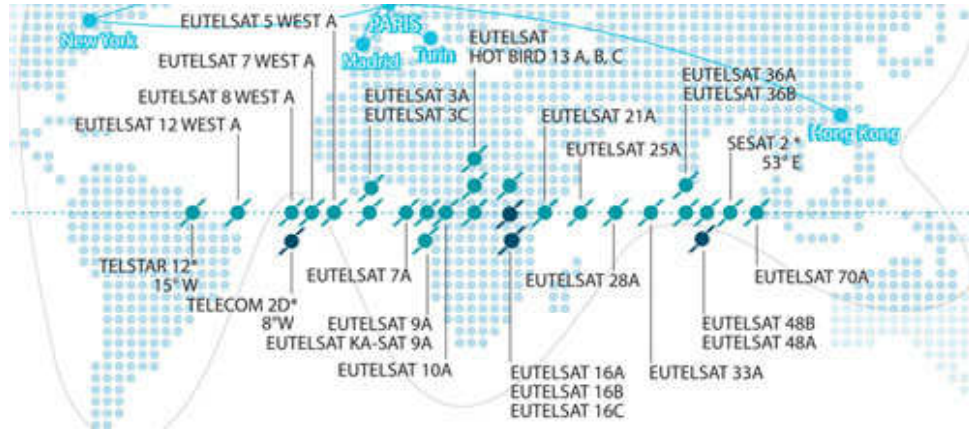 EUTELSAT 5 WEST A
New York
PARIS
Madrid
Turin
EUTELSAT
HOT BIRD 13 A, B, C
EUTELSAT 7 WEST A
EUTELSAT 36A
EUTELSAT 36B
EUTELSAT 8 WEST A
EUTELSAT 3A
EUTELSAT 3C
EUTELSAT 21A
Hong Kong
EUTELSAT 12 WEST A
EUTELSAT 25A
SESAT 2 *
53° E
TELSTAR 12*
15° W
EUTELSAT 7A
EUTELSAT 28A
EUTELSAT 70A
TELECOM 2D*
8°W
EUTELSAT 9A
EUTELSAT KA-SAT 9A
EUTELSAT 48B
EUTELSAT 48A
EUTELSAT 10A
EUTELSAT 16A
EUTELSAT 16B
EUTELSAT 16C
EUTELSAT 33A